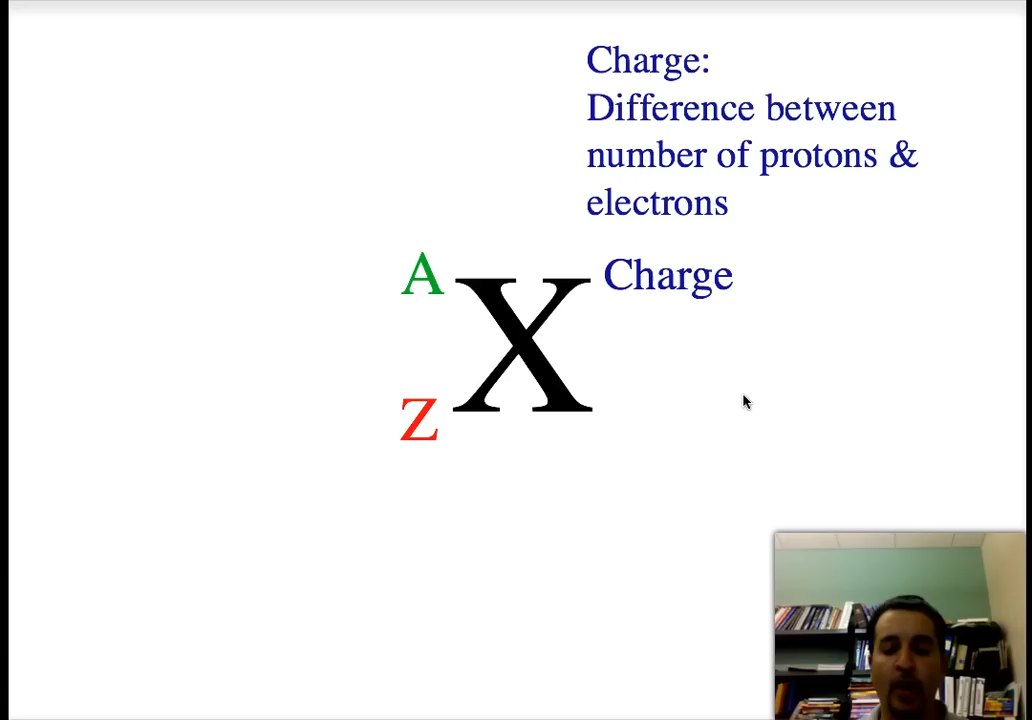 Charge:
Difference between
number of protons &
electrons
A
X
Charge
Z